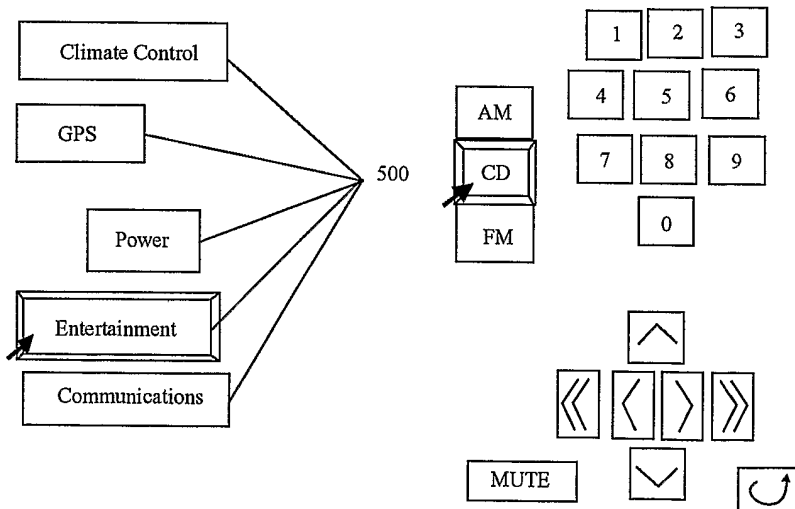 Climate Control
GPS
Power
Entertainment
Communications
500
AM
CD
FM
1 2 3
4 5 6
7 8 9
0
MUTE